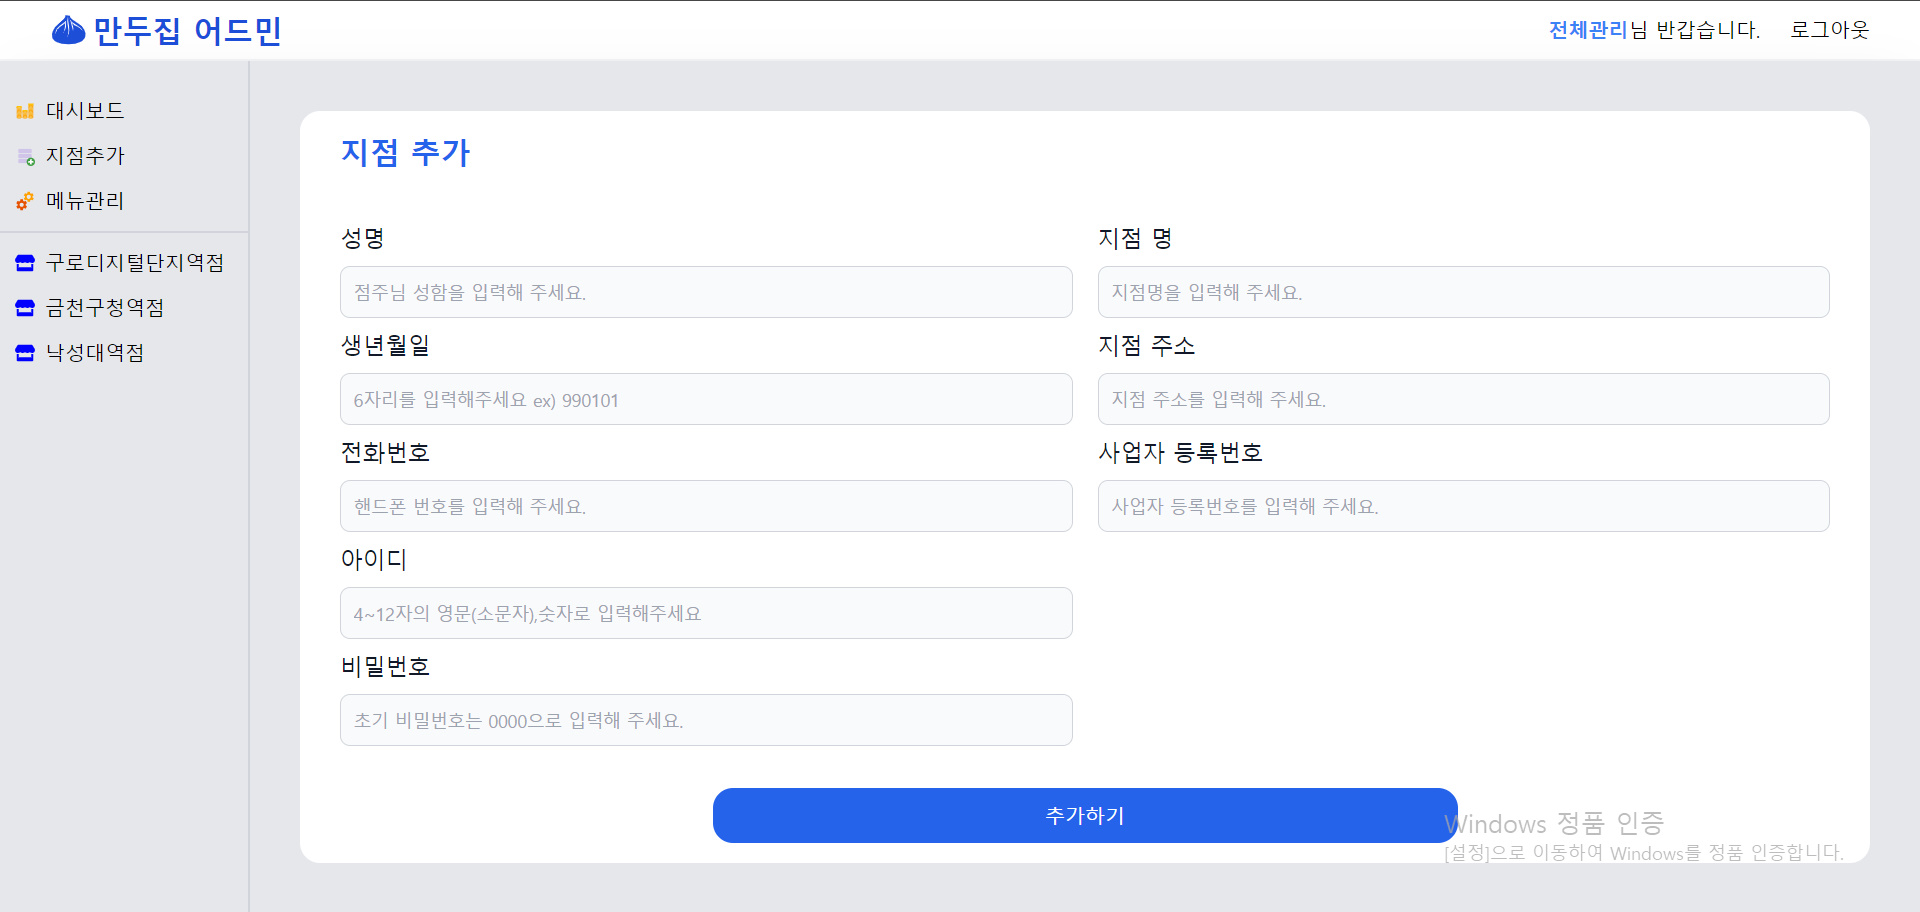 만두집 어드민
전체관리님 반갑습니다.
로그아웃
대시보드
지점추가
메뉴관리
구로디지털단지역점
금천구청역점
낙성대역점
지점 추가
성명
점주님 성함을 입력해 주세요.
생년월일
6자리를 입력해주세요 ex) 990101
전화번호
핸드폰 번호를 입력해 주세요.
아이디
4~12자의 영문(소문자),숫자로 입력해주세요
비밀번호
초기 비밀번호는 0000으로 입력해 주세요.
지점 명
지점명을 입력해 주세요.
지점 주소
지점 주소를 입력해 주세요.
사업자 등록번호
사업자 등록번호를 입력해 주세요.
추가하기
Windows 정품 인증
[설정]으로 이동하여 Windows를 정품 인증합니다.